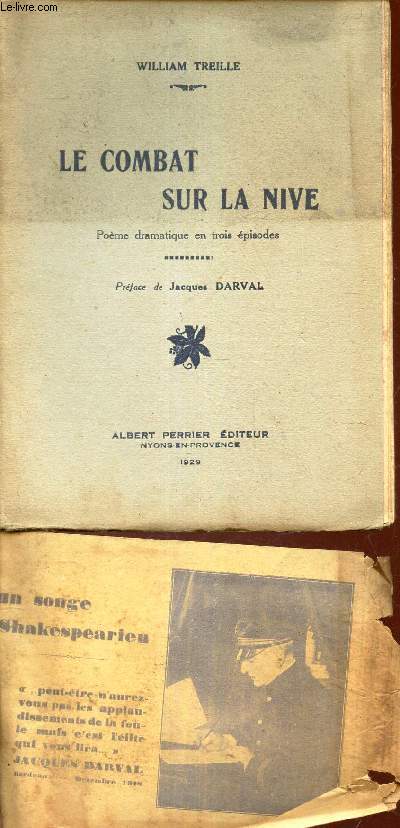 Le-livre.com
WILLIAM TREILLE
LE COMBAT
SUR LA NIVE
Poème dramatique en trois épisodes
Préface de Jacques DARVAL
ALBERT PERRIER ÉDITEUR
NYONS-EN-PROVENCE
1929
un songe
Shakespearien
« peut-être n'aurez-
vous pas les applau-
dissements de la fou-
le mais c'est l'élite
qui vous lira... »
JACQUES DARVAL
Bordeaux Décembre